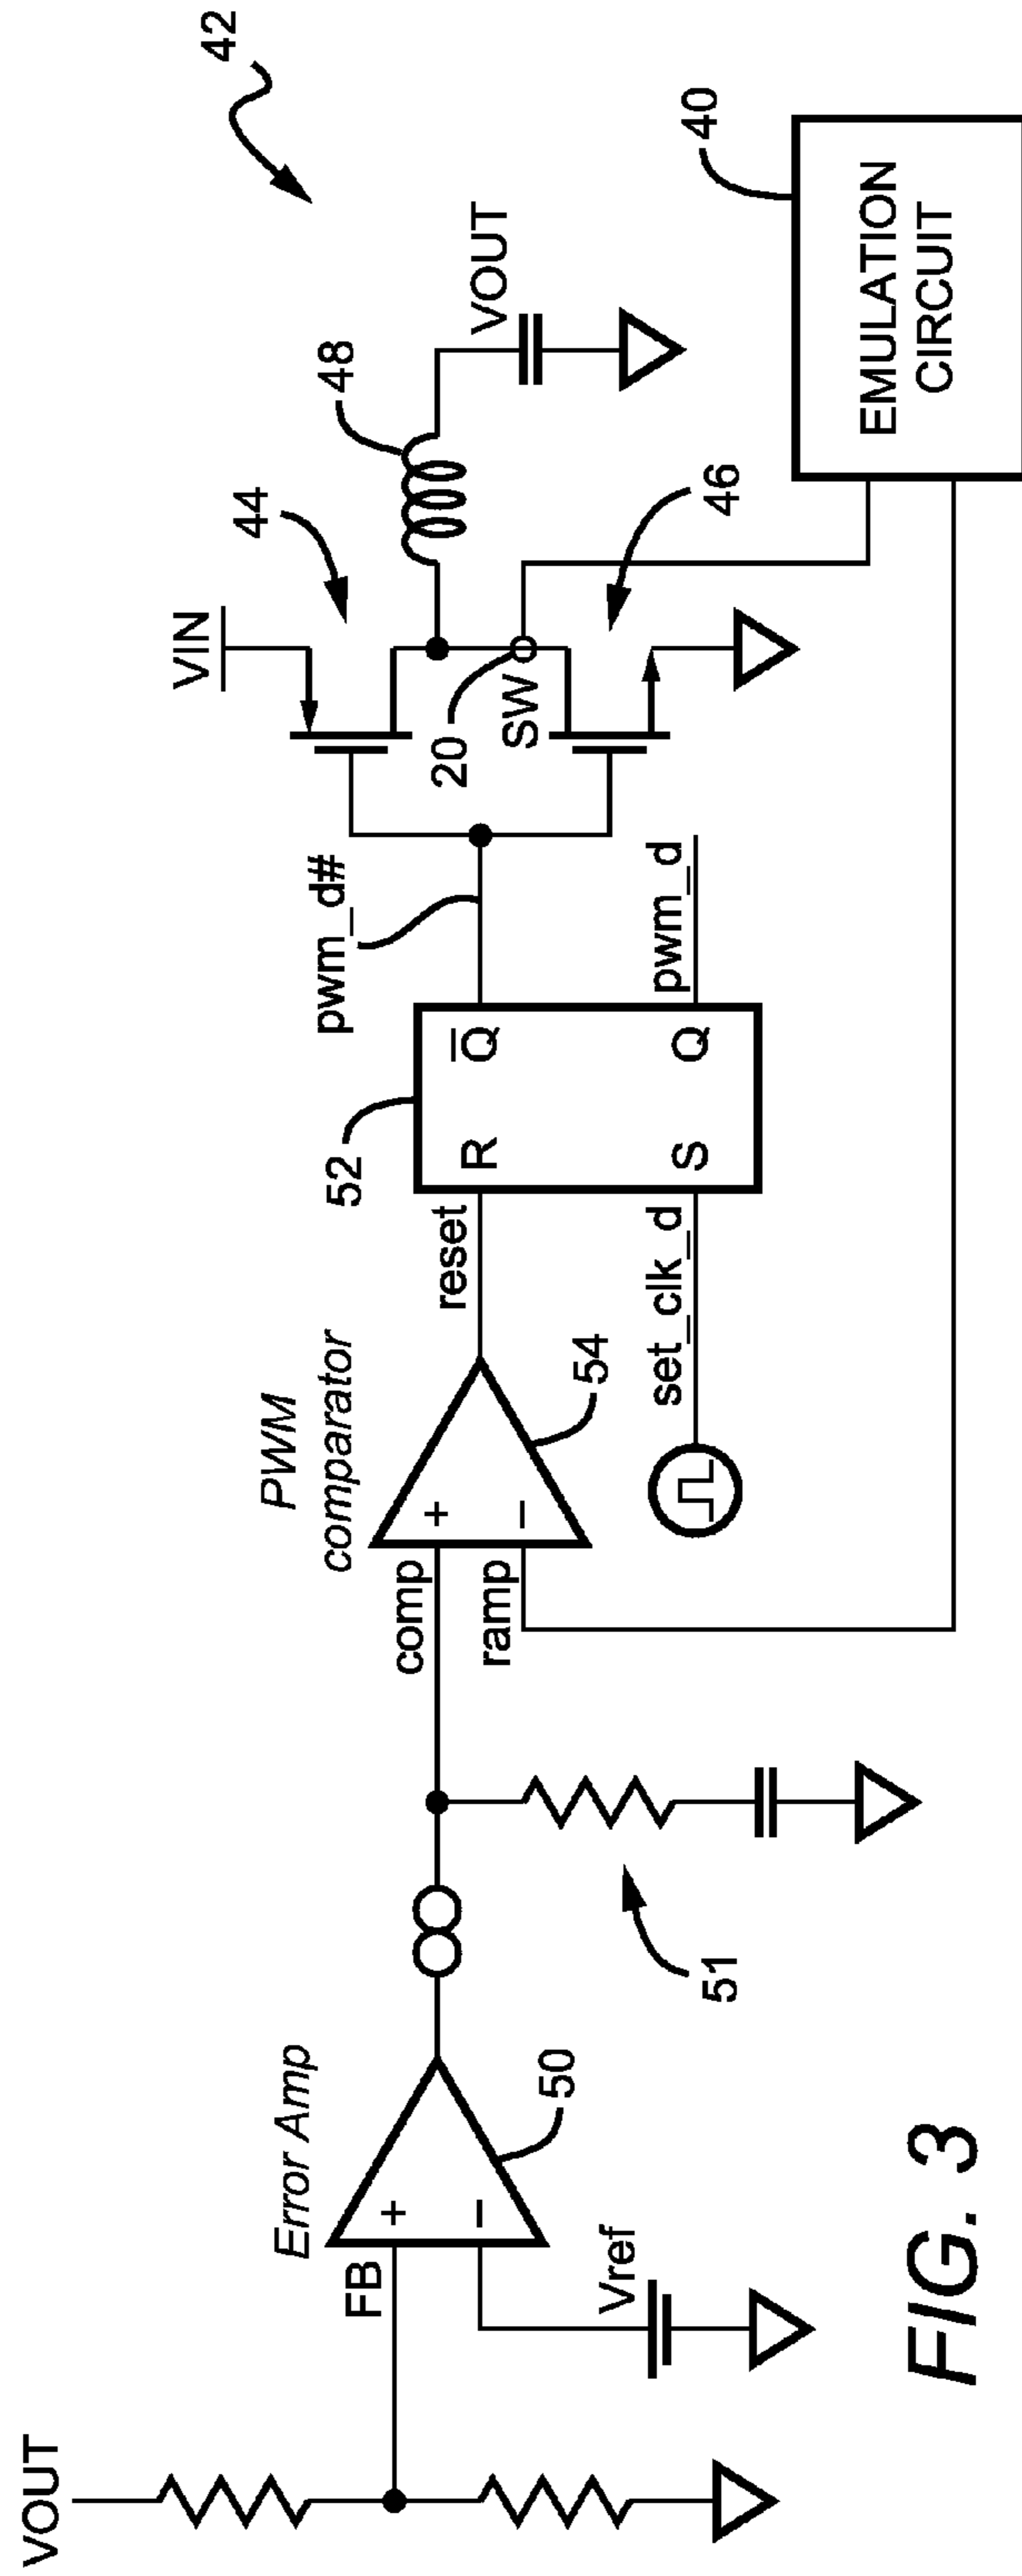 VOUT
FB
Error Amp
+
−
50
Vref
51
comp
ramp
PWM
comparator
+
−
54
reset
set_clk_d
52
R
S
Q̅
Q
pwm_d#
pwm_d
VIN
44
20
SW
48
VOUT
46
42
40
EMULATION
CIRCUIT
FIG. 3